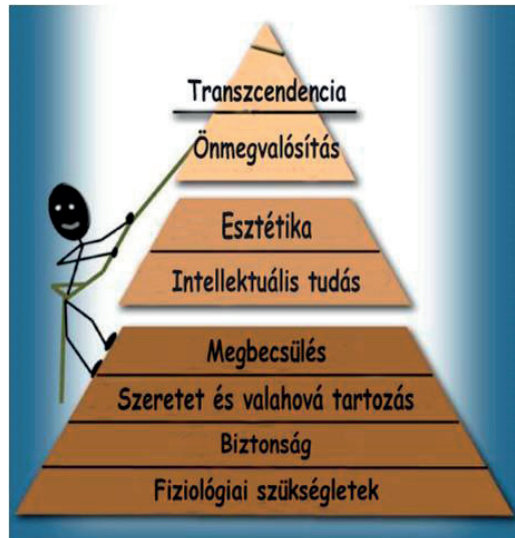 Transzcendencia
Önmegvalósítás
Esztétika
Intellektuális tudás
Megbecsülés
Szeretet és valahová tartozás
Biztonság
Fiziológiai szükségletek